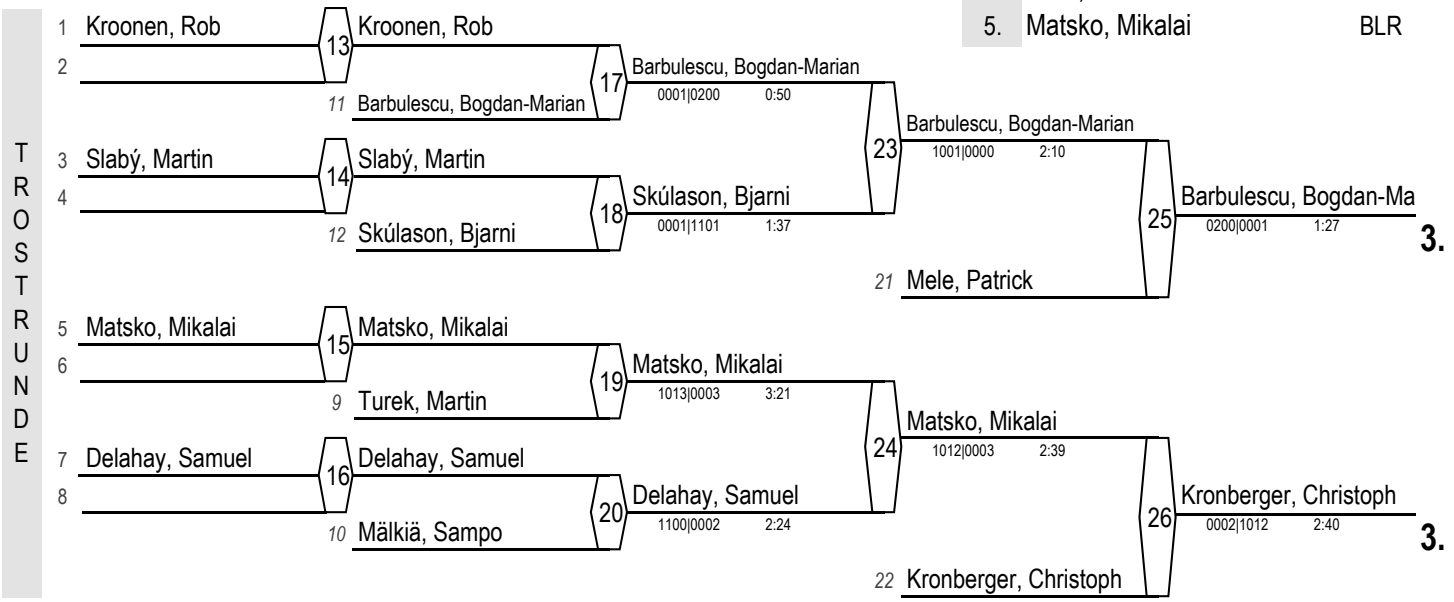 5. Matsko, Mikalai BLR
TROSTRUNDE
1 Kroonen, Rob
2
13
Kroonen, Rob
11 Barbulescu, Bogdan-Marian
17
Barbulescu, Bogdan-Marian
0001|0200 0:50
3 Slabý, Martin
4
14
Slabý, Martin
12 Skúlason, Bjarni
18
Skúlason, Bjarni
0001|1101 1:37
23
Barbulescu, Bogdan-Marian
1001|0000 2:10
21 Mele, Patrick
25
Barbulescu, Bogdan-Ma
0200|0001 1:27
3.
5 Matsko, Mikalai
6
15
Matsko, Mikalai
9 Turek, Martin
19
Matsko, Mikalai
1013|0003 3:21
7 Delahay, Samuel
8
16
Delahay, Samuel
10 Mälkiä, Sampo
20
Delahay, Samuel
1100|0002 2:24
24
Matsko, Mikalai
1012|0003 2:39
22 Kronberger, Christoph
26
Kronberger, Christoph
0002|1012 2:40
3.